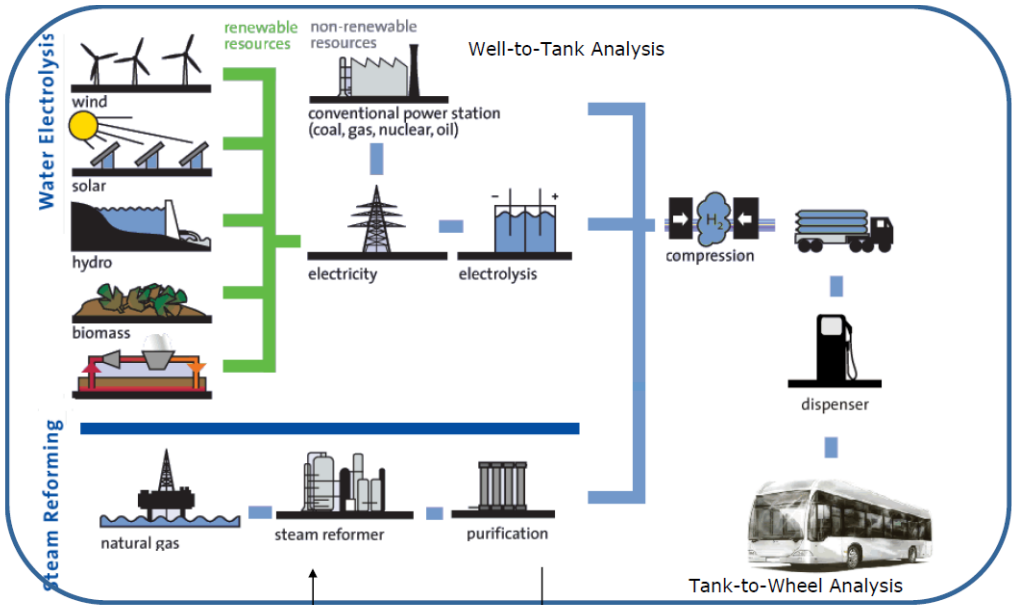 Water Electrolysis
renewable
resources
non-renewable
resources
Well-to-Tank Analysis
wind
conventional power station
(coal, gas, nuclear, oil)
solar
hydro
electricity
− +
electrolysis
H2
compression
biomass
dispenser
Steam Reforming
natural gas
steam reformer
purification
Tank-to-Wheel Analysis